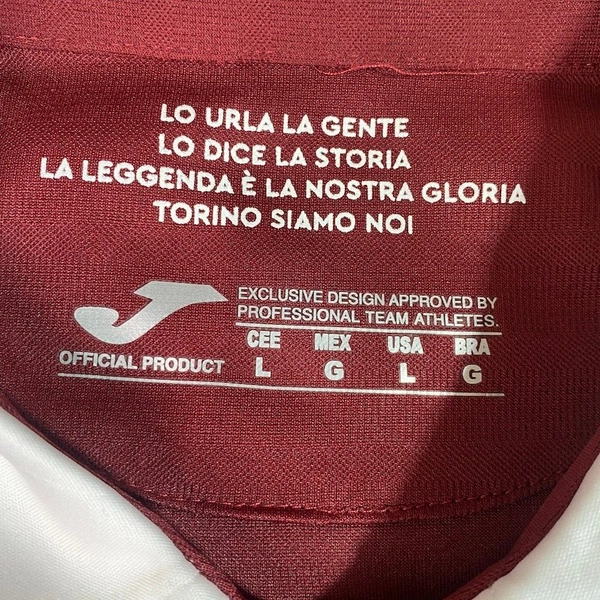 LO URLA LA GENTE
LO DICE LA STORIA
LA LEGGENDA È LA NOSTRA GLORIA
TORINO SIAMO NOI
EXCLUSIVE DESIGN APPROVED BY
PROFESSIONAL TEAM ATHLETES.
OFFICIAL PRODUCT
CEE MEX USA BRA
L G L G